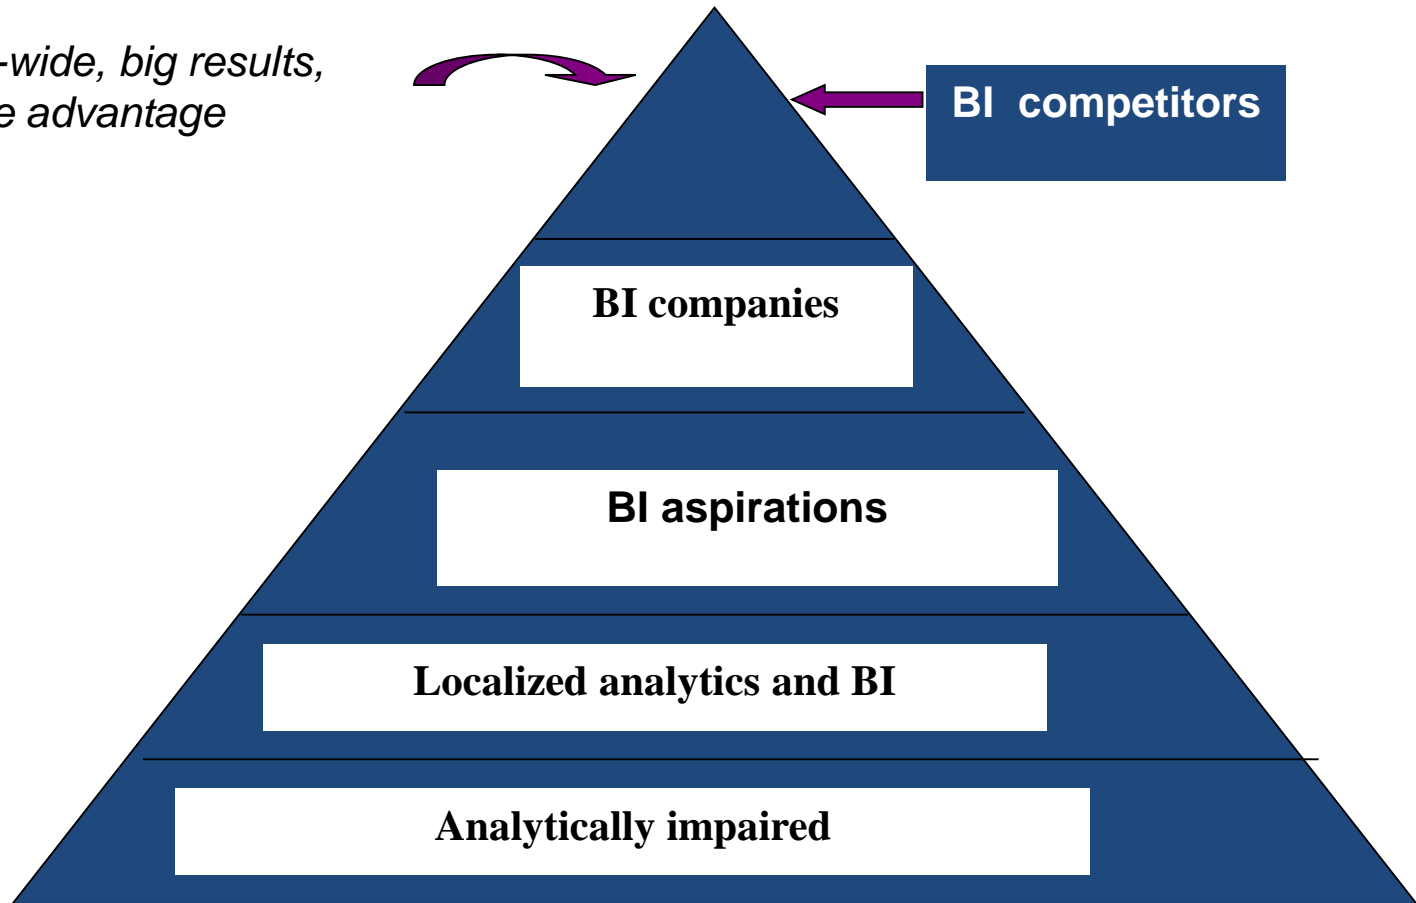 -wide, big results,
e advantage
BI competitors
BI companies
BI aspirations
Localized analytics and BI
Analytically impaired